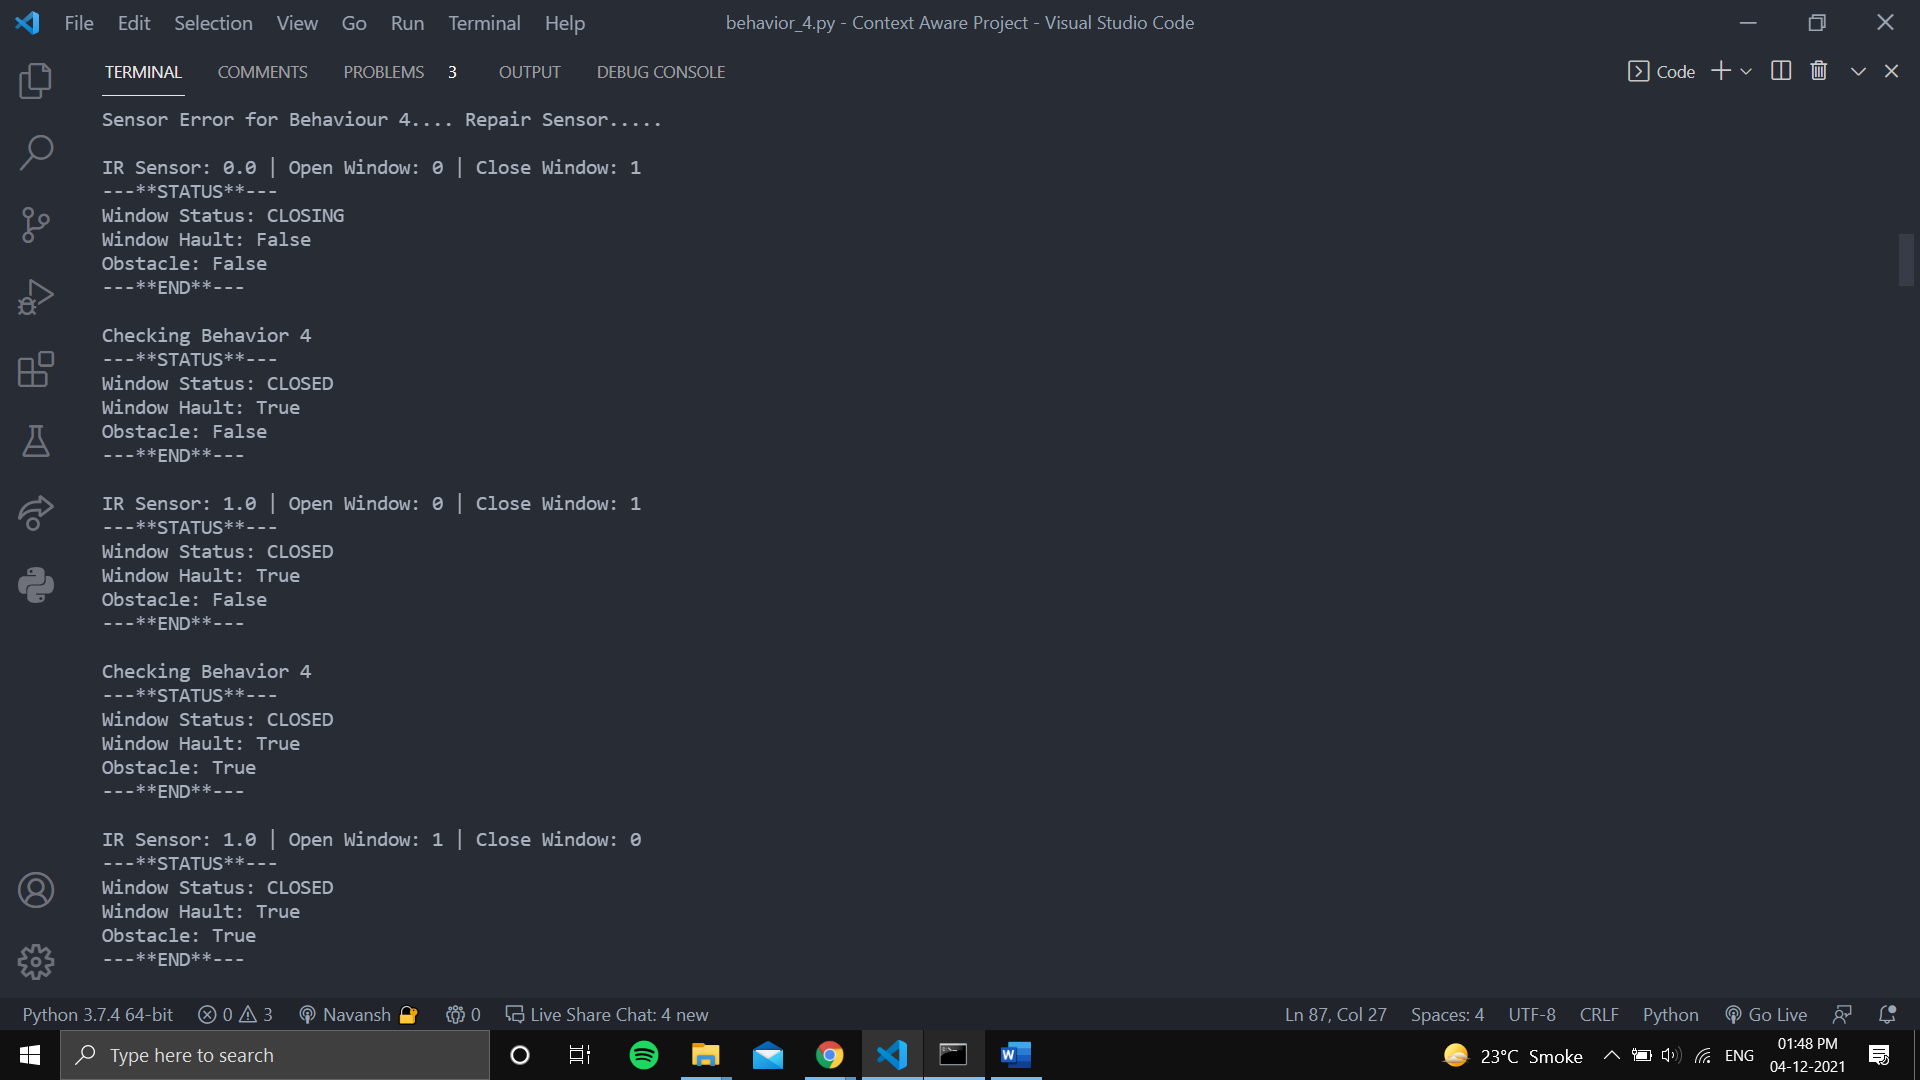 File Edit Selection View Go Run Terminal Help
behavior_4.py - Context Aware Project - Visual Studio Code
TERMINAL COMMENTS PROBLEMS 3 OUTPUT DEBUG CONSOLE
Code
Sensor Error for Behaviour 4.... Repair Sensor.....
IR Sensor: 0.0 | Open Window: 0 | Close Window: 1
---**STATUS**---
Window Status: CLOSING
Window Hault: False
Obstacle: False
---**END**---
Checking Behavior 4
---**STATUS**---
Window Status: CLOSED
Window Hault: True
Obstacle: False
---**END**---
IR Sensor: 1.0 | Open Window: 0 | Close Window: 1
---**STATUS**---
Window Status: CLOSED
Window Hault: True
Obstacle: False
---**END**---
Checking Behavior 4
---**STATUS**---
Window Status: CLOSED
Window Hault: True
Obstacle: True
---**END**---
IR Sensor: 1.0 | Open Window: 1 | Close Window: 0
---**STATUS**---
Window Status: CLOSED
Window Hault: True
Obstacle: True
---**END**---
Python 3.7.4 64-bit 0 3 Navansh 0 Live Share Chat: 4 new
Ln 87, Col 27 Spaces: 4 UTF-8 CRLF Python Go Live
Type here to search
W
23°C Smoke
ENG
01:48 PM
04-12-2021